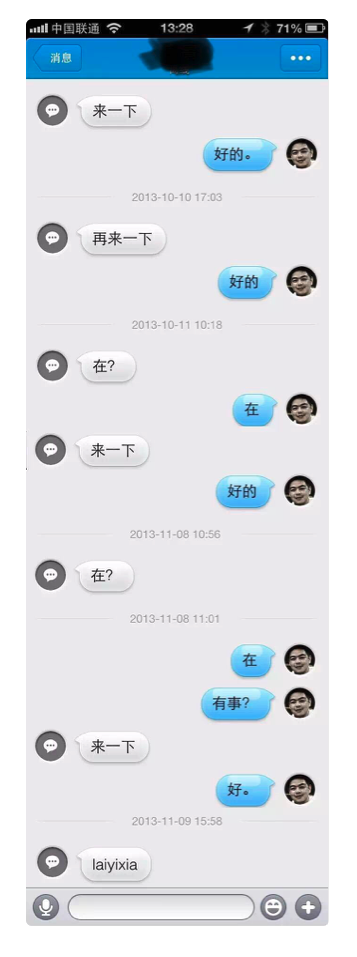 中国联通 13:28 71%
消息
来一下
好的。
2013-10-10 17:03
再来一下
好的
2013-10-11 10:18
在?
在
来一下
好的
2013-11-08 10:56
在?
2013-11-08 11:01
在
有事?
来一下
好。
2013-11-09 15:58
laiyixia